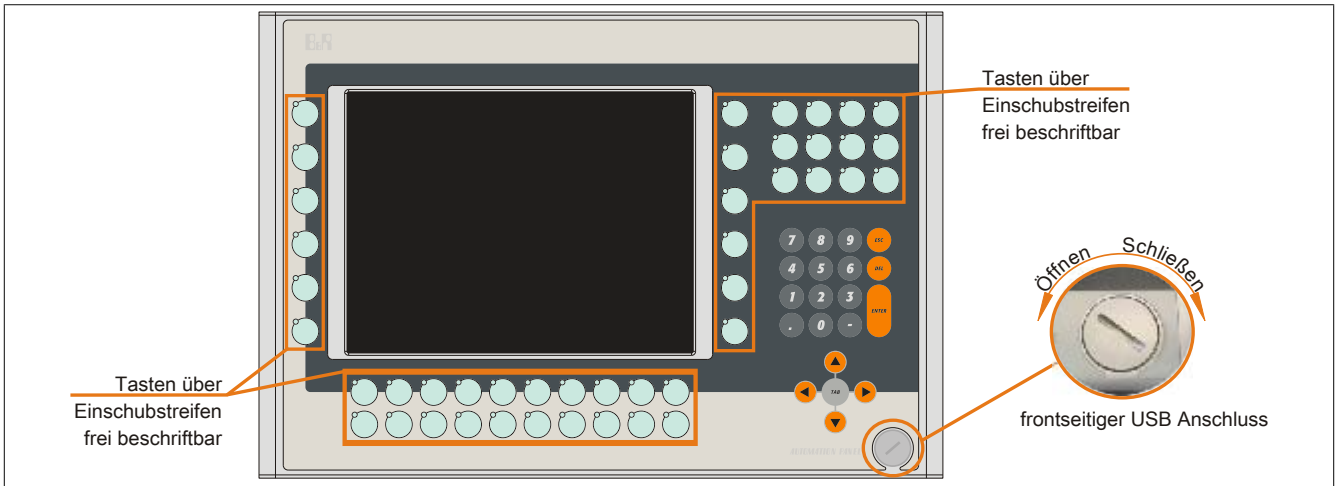 B&R
Tasten über
Einschubstreifen
frei beschriftbar
7 8 9 ESC
4 5 6 DEL
1 2 3
ENTER
. 0 -
TAB
Öffnen Schließen
Tasten über
Einschubstreifen
frei beschriftbar
frontseitiger USB Anschluss